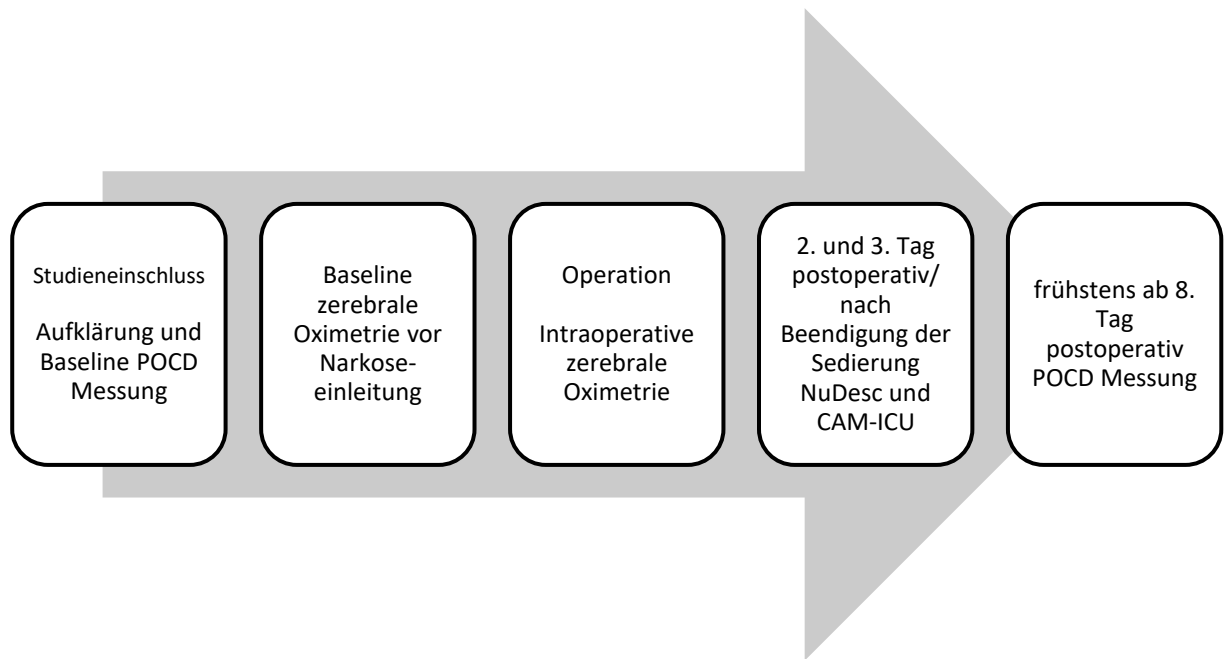 Studieneinschluss
Aufklärung und
Baseline POCD
Messung
Baseline
zerebrale
Oximetrie vor
Narkose-
einleitung
Operation
Intraoperative
zerebrale
Oximetrie
2. und 3. Tag
postoperativ/
nach
Beendigung der
Sedierung
NuDesc und
CAM-ICU
frühstens ab 8.
Tag
postoperativ
POCD Messung